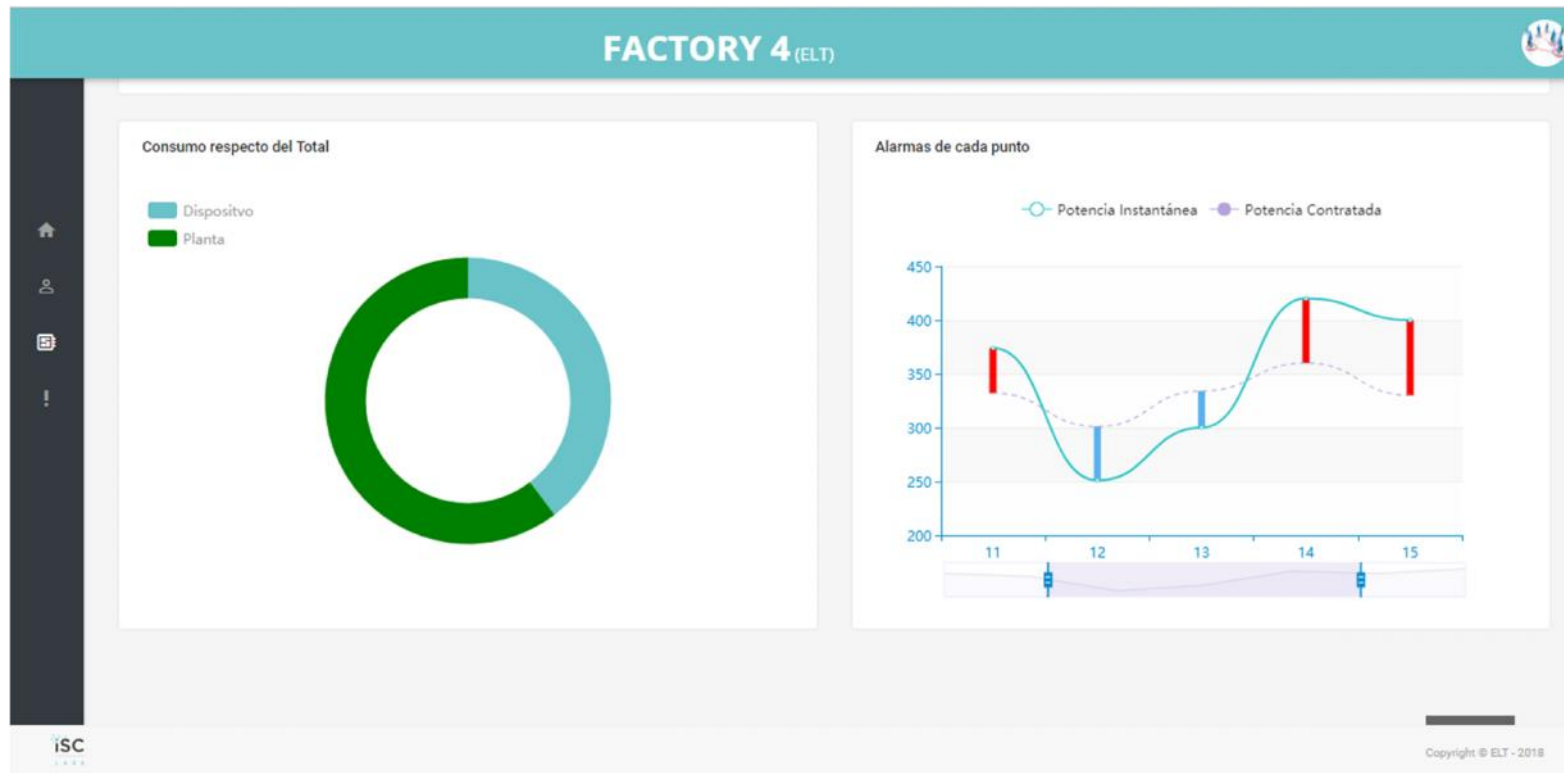 FACTORY 4 (ELT)
Consumo respecto del Total
Dispositvo
Planta
Alarmas de cada punto
Potencia Instantánea Potencia Contratada
450
400
350
300
250
200
11 12 13 14 15
iSC
LABS
Copyright © ELT - 2018